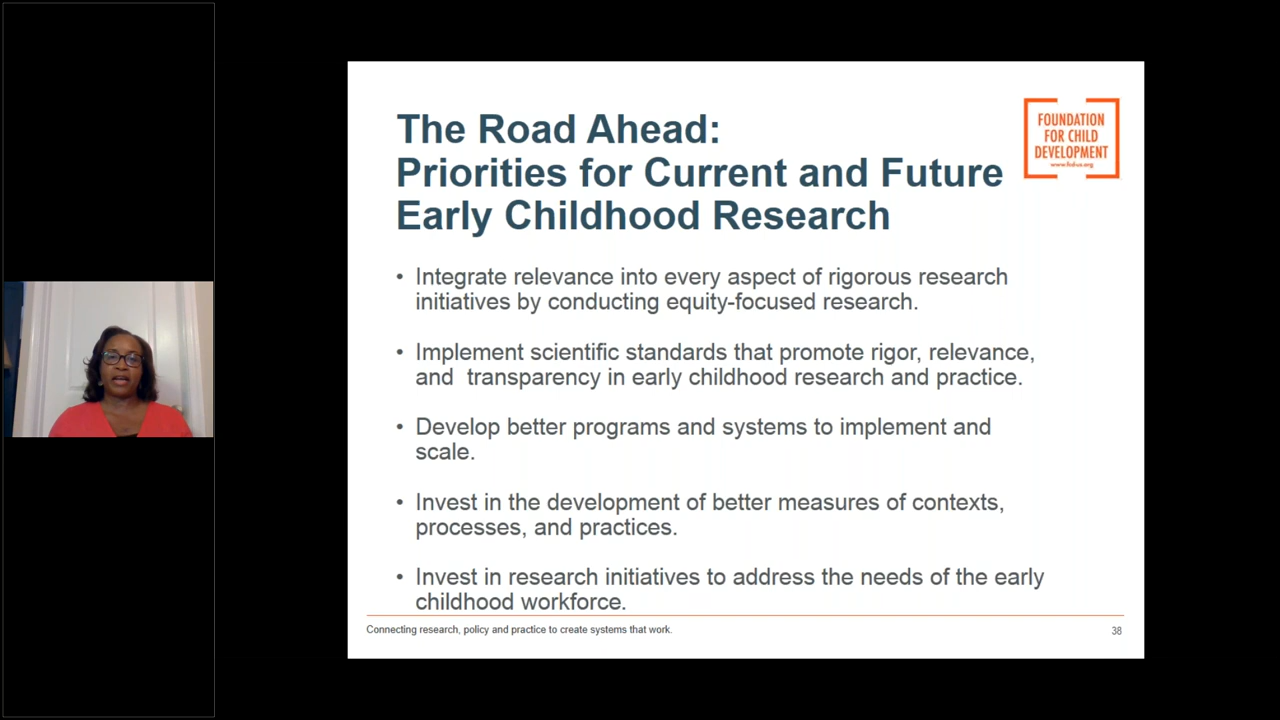 The Road Ahead:
Priorities for Current and Future
Early Childhood Research
FOUNDATION
FOR CHILD
DEVELOPMENT
www.fcd-us.org
• Integrate relevance into every aspect of rigorous research
initiatives by conducting equity-focused research.
• Implement scientific standards that promote rigor, relevance,
and  transparency in early childhood research and practice.
• Develop better programs and systems to implement and
scale.
• Invest in the development of better measures of contexts,
processes, and practices.
• Invest in research initiatives to address the needs of the early
childhood workforce.
Connecting research, policy and practice to create systems that work.
38